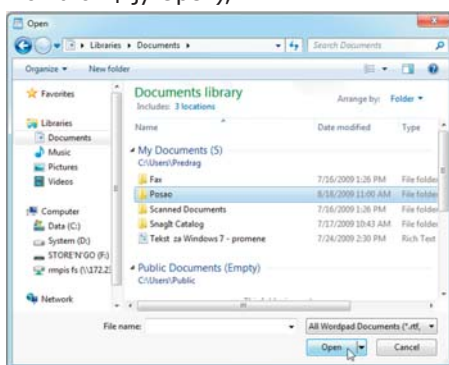 Open
Libraries ▸ Documents ▸
Search Documents
Organize
New folder
Favorites
Libraries
Documents
Music
Pictures
Videos
Computer
Data (C:)
System (D:)
STORE'N'GO (F:)
rmpis fs (\\172.2
Network
Documents library
Includes: 3 locations
Arrange by: Folder
Name Date modified Type
My Documents (5)
C:\Users\Predrag
Fax 7/16/2009 1:26 PM File folder
Posao 8/18/2009 11:00 AM File folder
Scanned Documents 7/16/2009 1:26 PM File folder
SnagIt Catalog 7/17/2009 10:43 AM File folder
Tekst za Windows 7 - promene 7/24/2009 2:30 PM Rich Text
Public Documents (Empty)
C:\Users\Public
File name:
All Wordpad Documents (*.rtf,
Open
Cancel